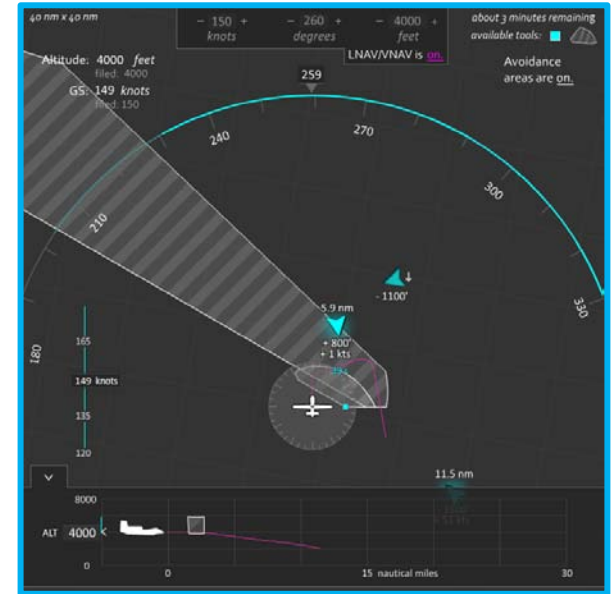 40 nm x 40 nm
- 150 +
knots
- 260 +
degrees
- 4000 +
feet
about 3 minutes remaining
available tools:
LNAV/VNAV is on.
Altitude: 4000 feet
filed: 4000
GS: 149 knots
filed: 150
Avoidance
areas are on.
259
240
270
210
300
180
330
- 1100'
5.9 nm
+ 800'
+ 1 kts
165
149 knots
135
120
11.5 nm
8000
ALT 4000
0
0
15 nautical miles
30